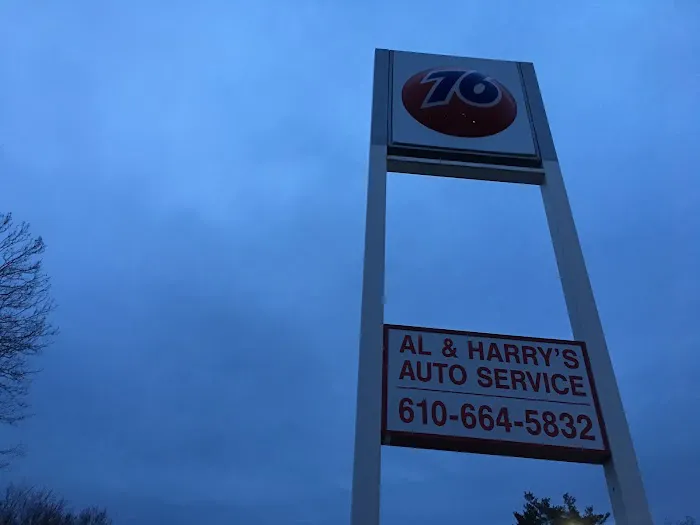 76
AL & HARRY'S
AUTO SERVICE
610-664-5832